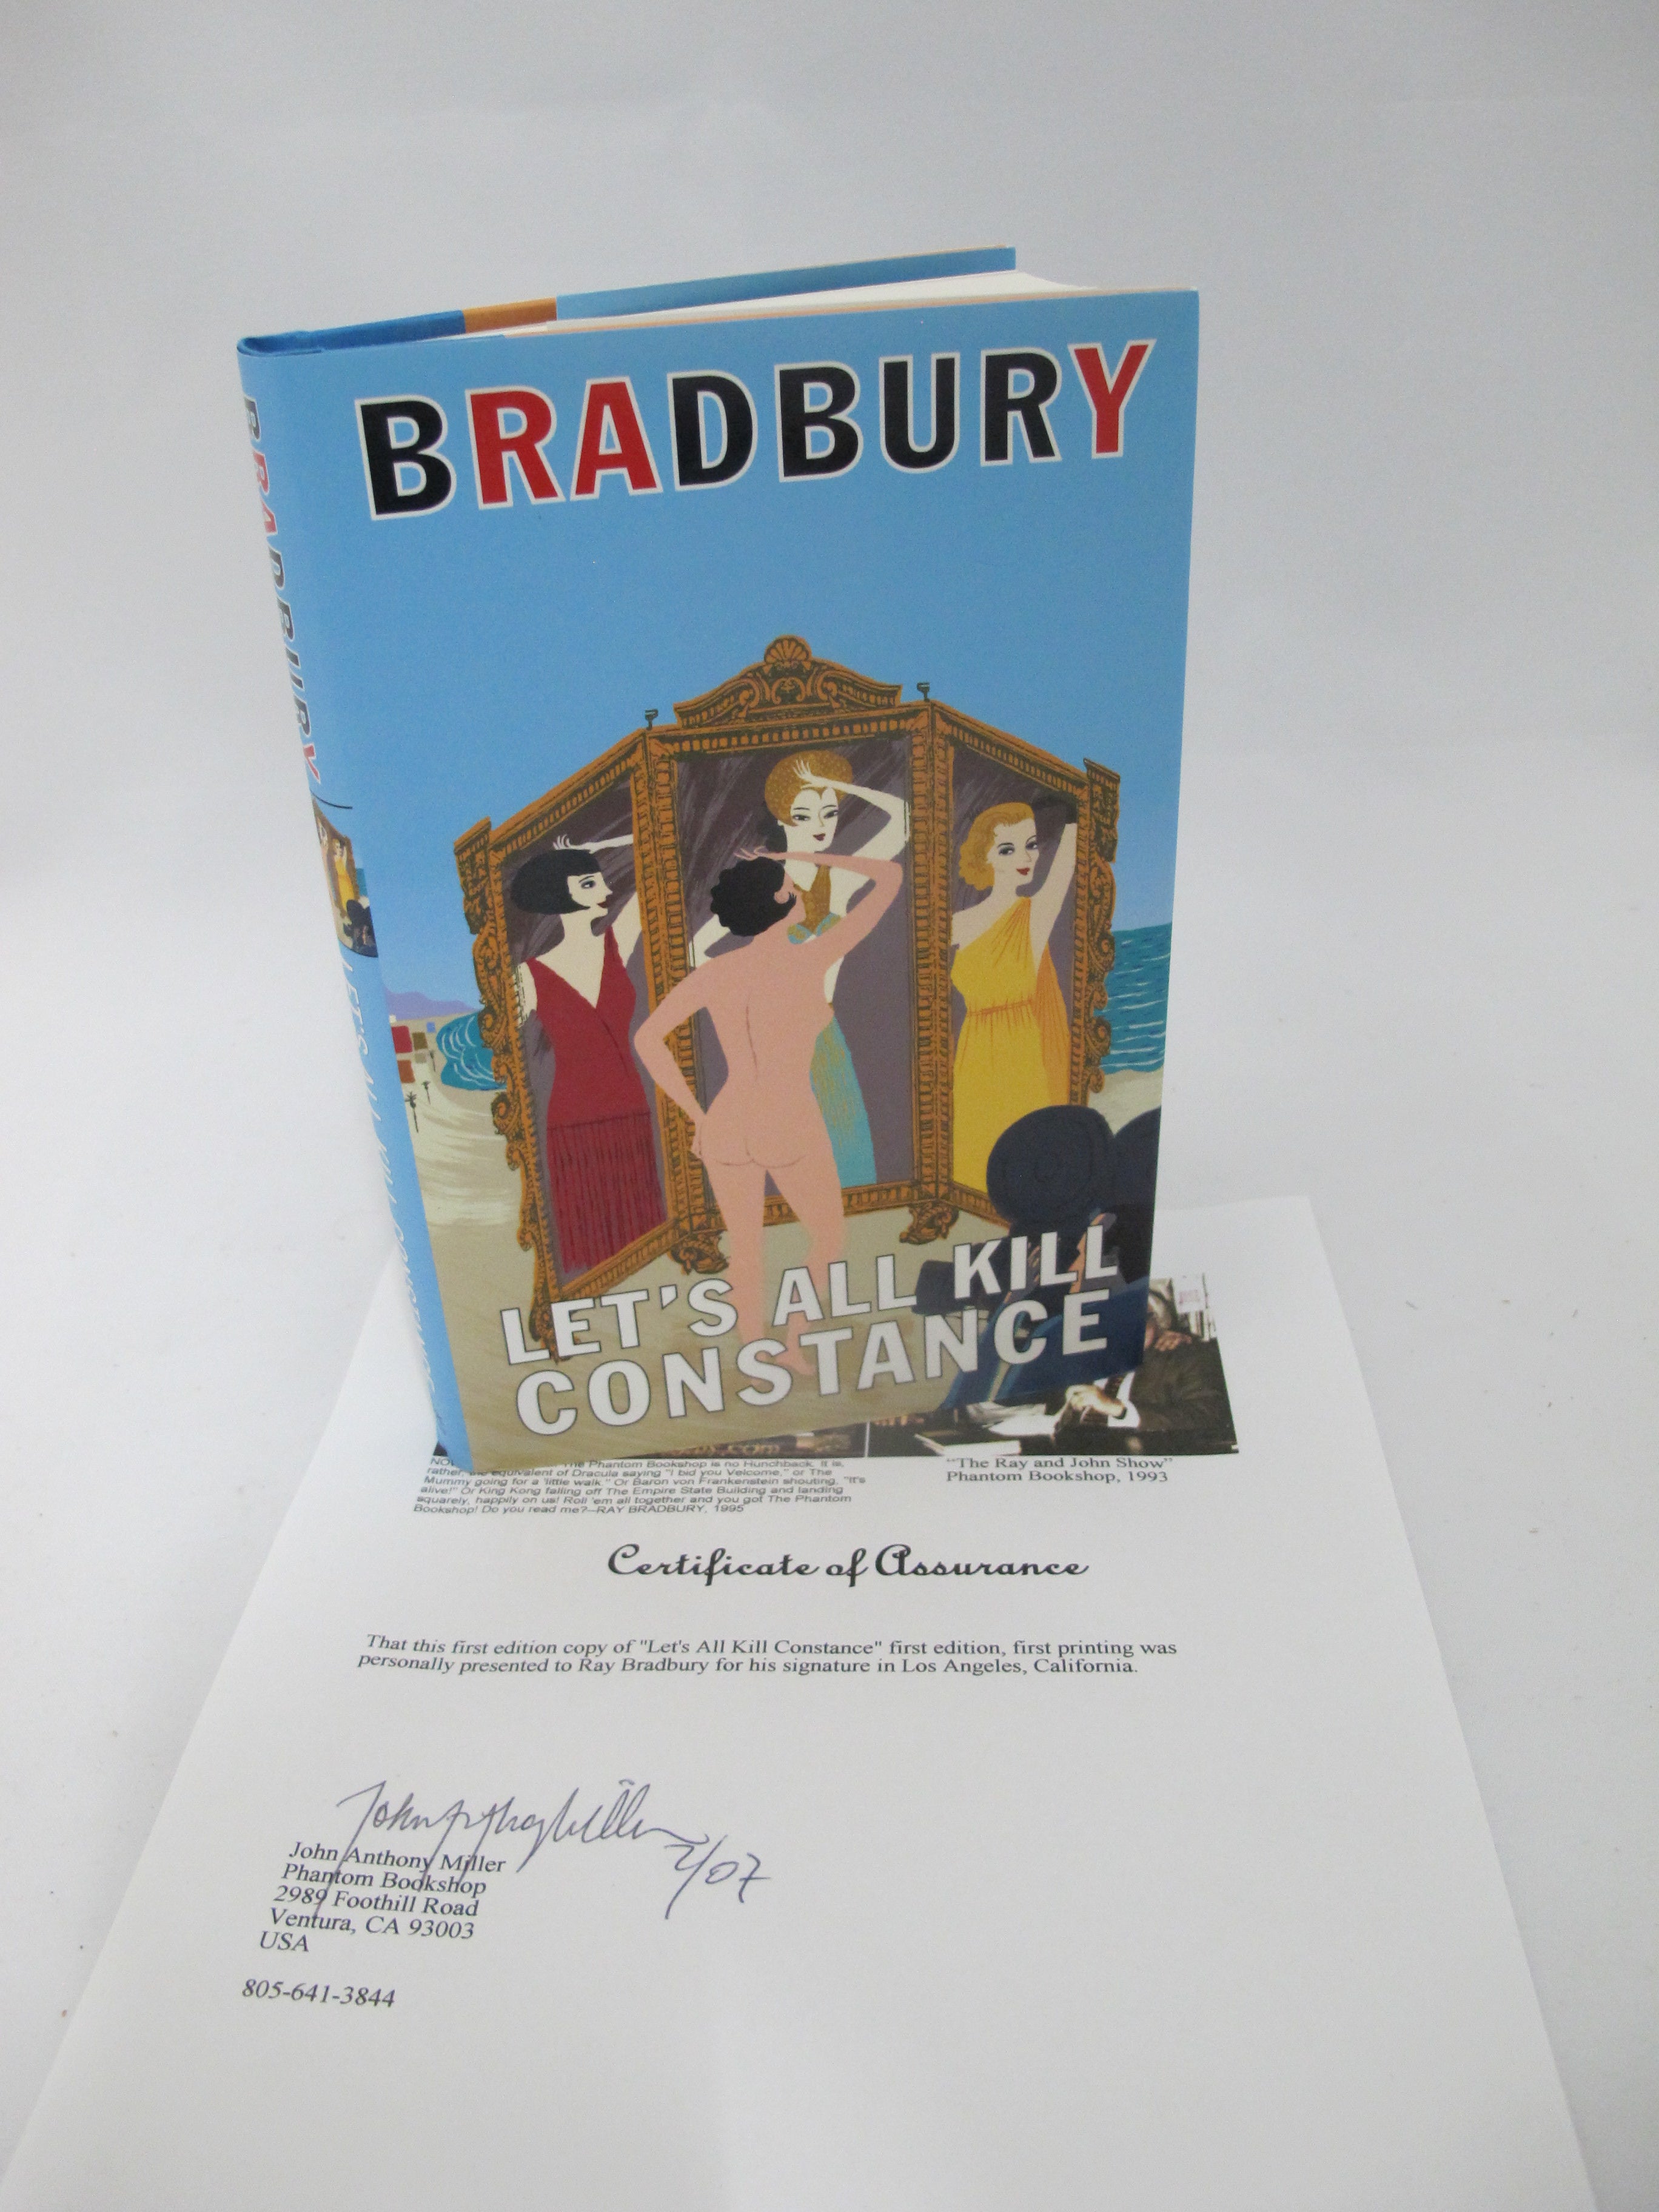 BRADBURY
BRADBURY
LET'S ALL KILL
CONSTANCE
LET'S ALL KILL CONSTANCE
.com
The Phantom Bookshop is no Hunchback. It is,
rather, the equivalent of Dracula saying "I bid you Velcome," or The
Mummy going for a 'little walk." Or Baron von Frankenstein shouting, "It's
alive!" Or King Kong falling off The Empire State Building and landing
squarely, happily on us! Roll 'em all together and you got The Phantom
Bookshop! Do you read me?--RAY BRADBURY, 1995
"The Ray and John Show"
Phantom Bookshop, 1993
Certificate of Assurance
That this first edition copy of "Let's All Kill Constance" first edition, first printing was
personally presented to Ray Bradbury for his signature in Los Angeles, California.
John Anthony Miller
2/07
John Anthony Miller
Phantom Bookshop
2989 Foothill Road
Ventura, CA 93003
USA
805-641-3844